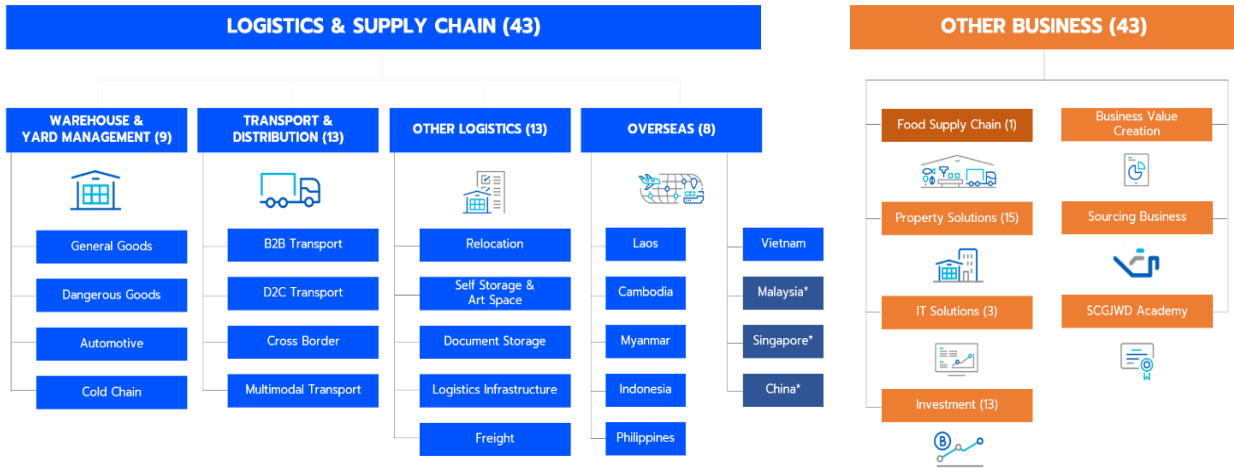 LOGISTICS & SUPPLY CHAIN (43)
WAREHOUSE &
YARD MANAGEMENT (9)
General Goods
Dangerous Goods
Automotive
Cold Chain
TRANSPORT &
DISTRIBUTION (13)
B2B Transport
D2C Transport
Cross Border
Multimodal Transport
OTHER LOGISTICS (13)
Relocation
Self Storage &
Art Space
Document Storage
Logistics Infrastructure
Freight
OVERSEAS (8)
Laos
Cambodia
Myanmar
Indonesia
Philippines
Vietnam
Malaysia*
Singapore*
China*
OTHER BUSINESS (43)
Food Supply Chain (1)
Property Solutions (15)
IT Solutions (3)
Investment (13)
B
Business Value
Creation
Sourcing Business
SCGJWD Academy